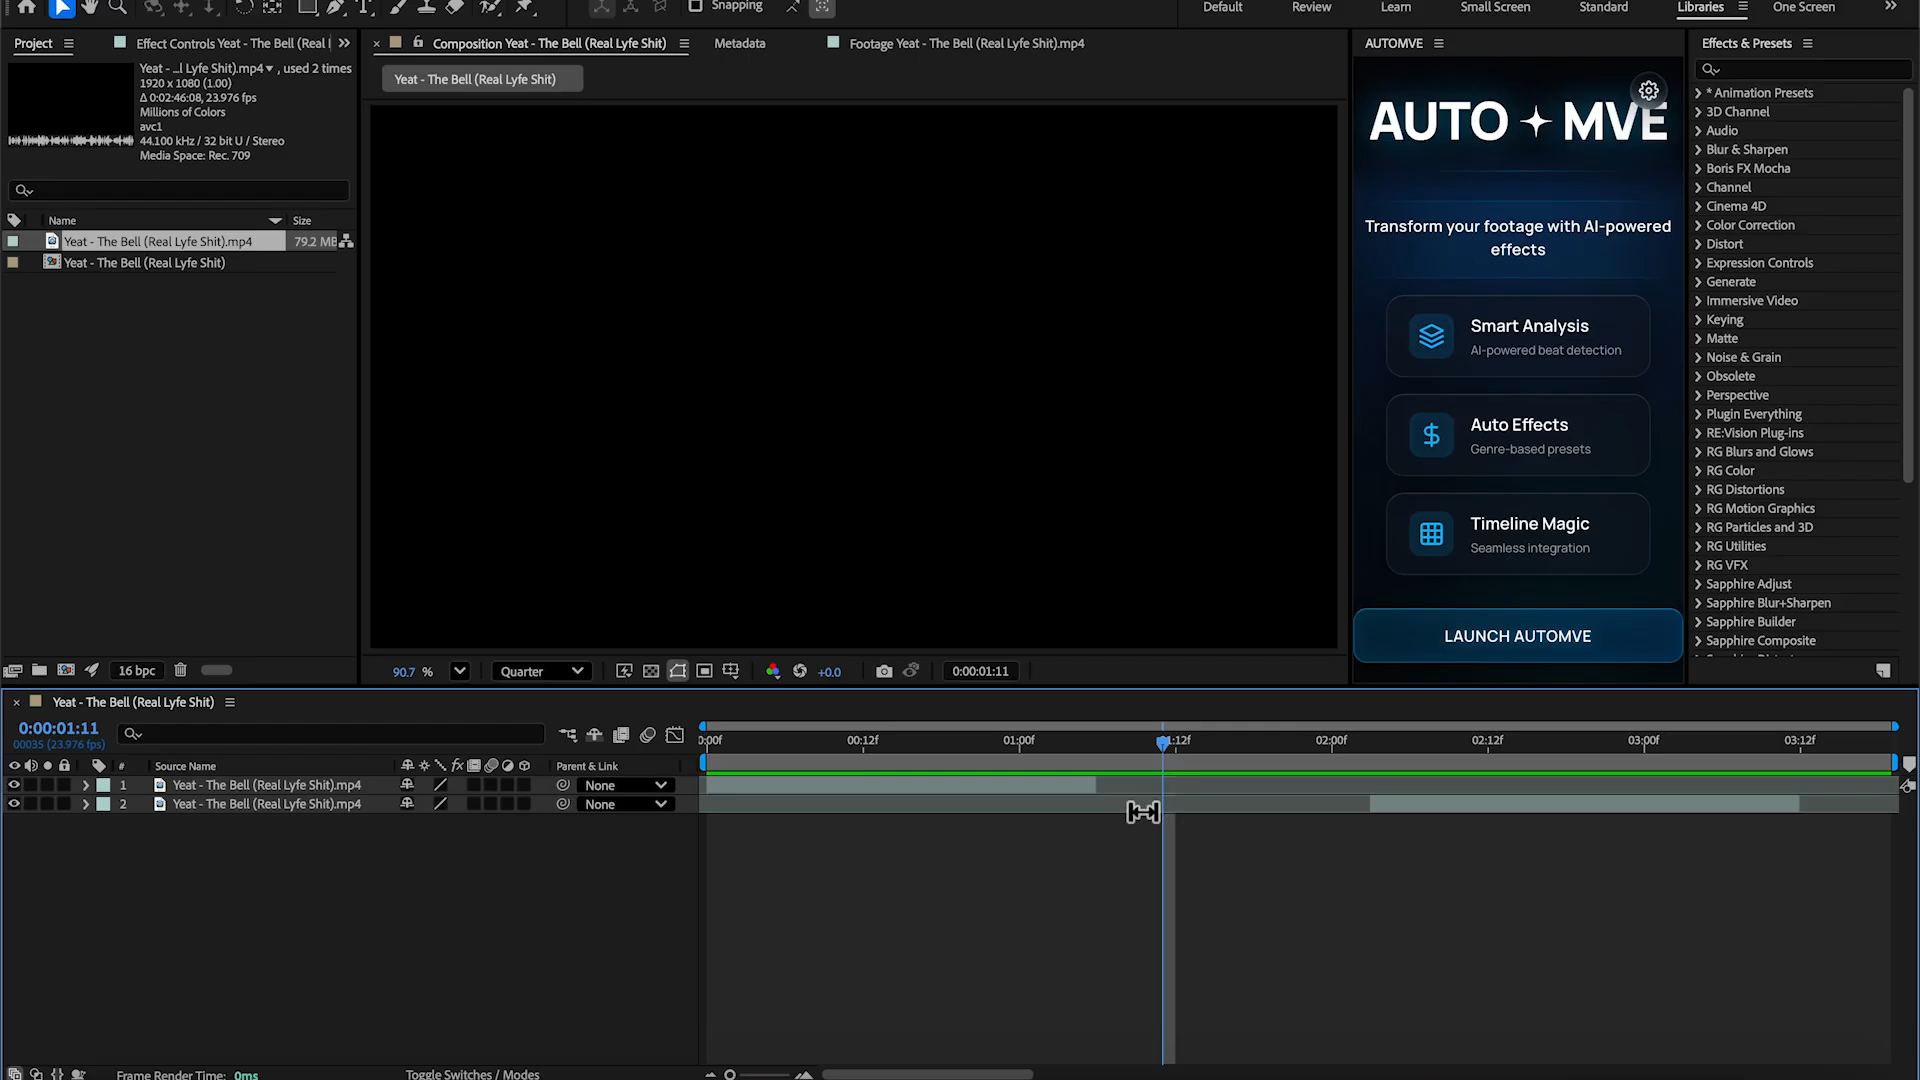 Snapping
Default
Review
Learn
Small Screen
Standard
Libraries
One Screen
Project
Effect Controls Yeat - The Bell (Real l
Composition Yeat - The Bell (Real Lyfe Shit)
Metadata
Footage Yeat - The Bell (Real Lyfe Shit).mp4
AUTOMVE
Effects & Presets
Yeat - ...l Lyfe Shit).mp4 , used 2 times
1920 x 1080 (1.00)
Δ 0:02:46:08, 23.976 fps
Millions of Colors
avc1
44.100 kHz / 32 bit U / Stereo
Media Space: Rec. 709
Yeat - The Bell (Real Lyfe Shit)
Name
Size
Yeat - The Bell (Real Lyfe Shit).mp4
79.2 MB
Yeat - The Bell (Real Lyfe Shit)
16 bpc
90.7 %
Quarter
+0.0
0:00:01:11
AUTO MVE
Transform your footage with AI-powered
effects
Smart Analysis
AI-powered beat detection
Auto Effects
Genre-based presets
Timeline Magic
Seamless integration
LAUNCH AUTOMVE
* Animation Presets
3D Channel
Audio
Blur & Sharpen
Boris FX Mocha
Channel
Cinema 4D
Color Correction
Distort
Expression Controls
Generate
Immersive Video
Keying
Matte
Noise & Grain
Obsolete
Perspective
Plugin Everything
RE:Vision Plug-ins
RG Blurs and Glows
RG Color
RG Distortions
RG Motion Graphics
RG Particles and 3D
RG Utilities
RG VFX
Sapphire Adjust
Sapphire Blur+Sharpen
Sapphire Builder
Sapphire Composite
Yeat - The Bell (Real Lyfe Shit)
0:00:01:11
00035 (23.976 fps)
00:12f
01:00f
02:00f
02:12f
03:00f
03:12f
#
Source Name
fx
Parent & Link
1
Yeat - The Bell (Real Lyfe Shit).mp4
None
2
Yeat - The Bell (Real Lyfe Shit).mp4
None
Frame Render Time: 0ms
Toggle Switches / Modes